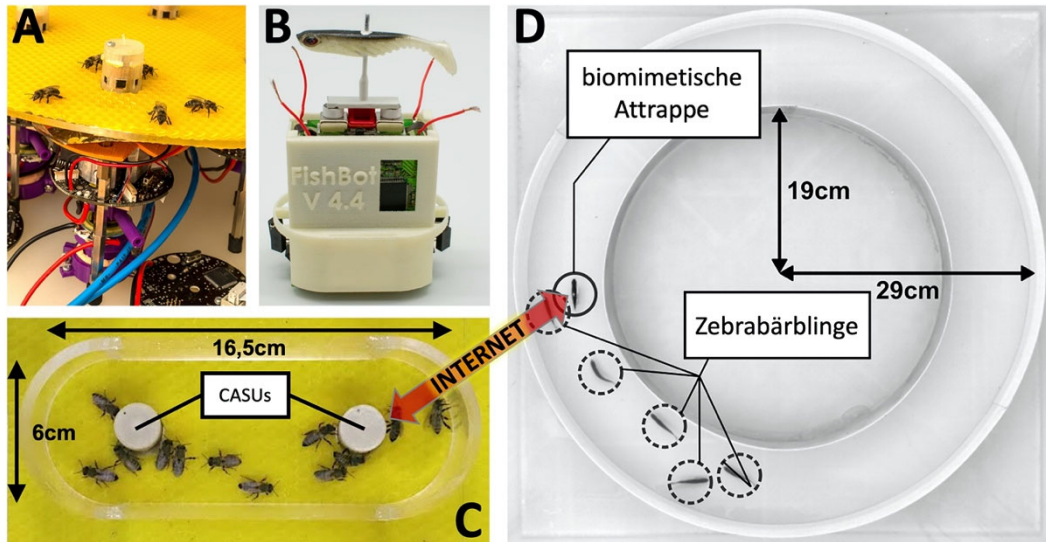 A
B
FishBot
V 4.4
16,5cm
CASUs
6cm
C
INTERNET
D
biomimetische
Attrappe
19cm
29cm
Zebrabärblinge